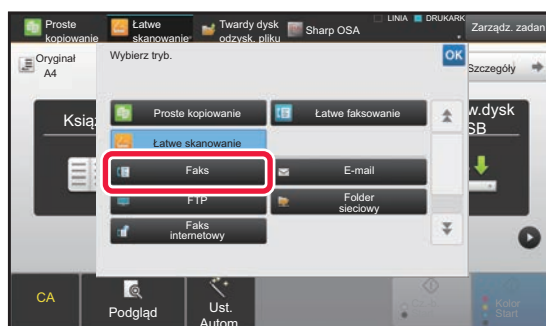 Proste
kopiowanie
Łatwe
skanowanie
Twardy dysk
odzysk. pliku
Sharp OSA
LINIA
DRUKARK
Zarządz. zadan
Oryginał
A4
Wybierz tryb.
OK
Szczegóły
Książ
w.dysk
SB
Proste kopiowanie
Łatwe faksowanie
Łatwe skanowanie
Faks
E-mail
FTP
Folder
sieciowy
Faks
internetowy
CA
Podgląd
Ust.
Autom.
Kolor
Start